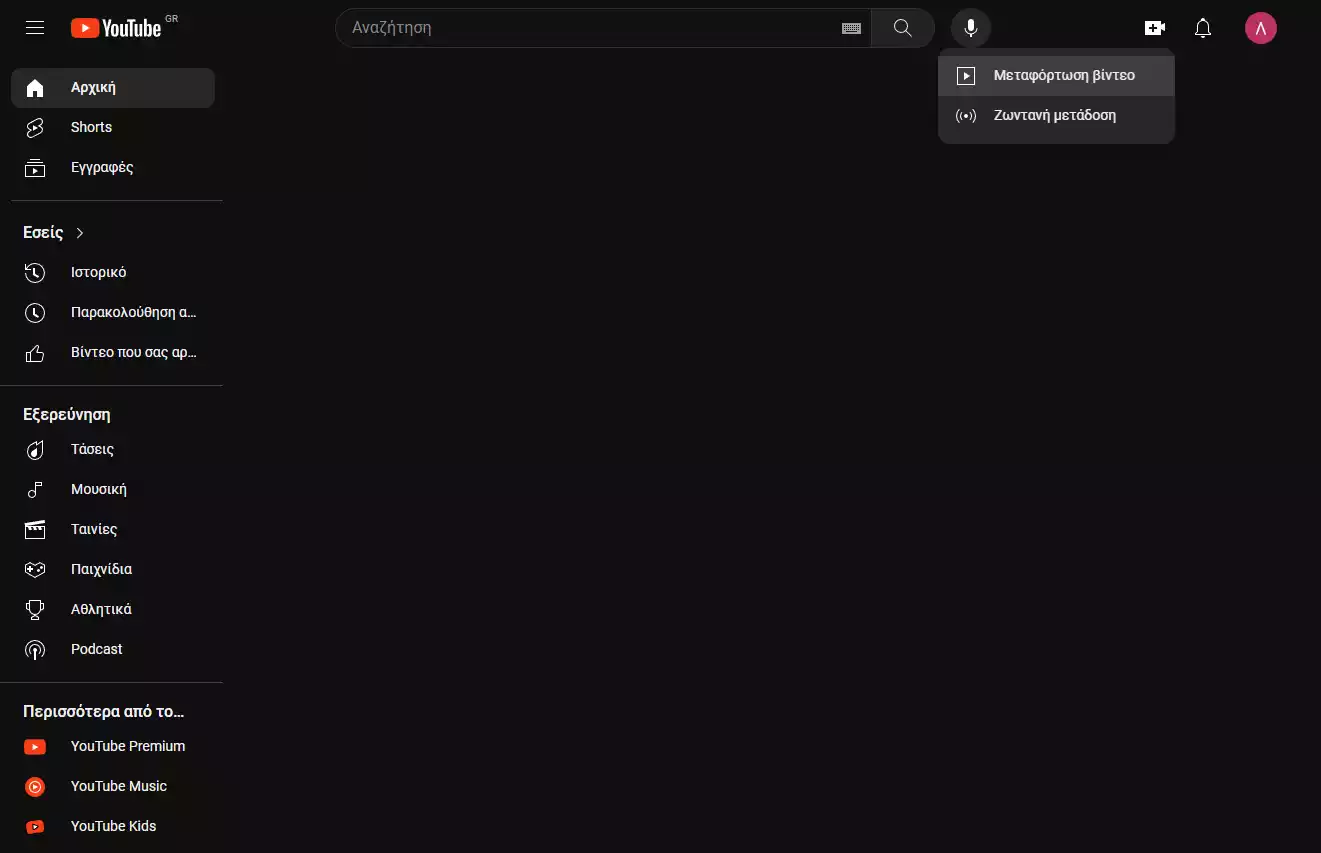 YouTube GR
Αναζήτηση
Λ
Μεταφόρτωση βίντεο
Ζωντανή μετάδοση
Αρχική
Shorts
Εγγραφές
Εσείς
Ιστορικό
Παρακολούθηση α...
Βίντεο που σας αρ...
Εξερεύνηση
Τάσεις
Μουσική
Ταινίες
Παιχνίδια
Αθλητικά
Podcast
Περισσότερα από το...
YouTube Premium
YouTube Music
YouTube Kids